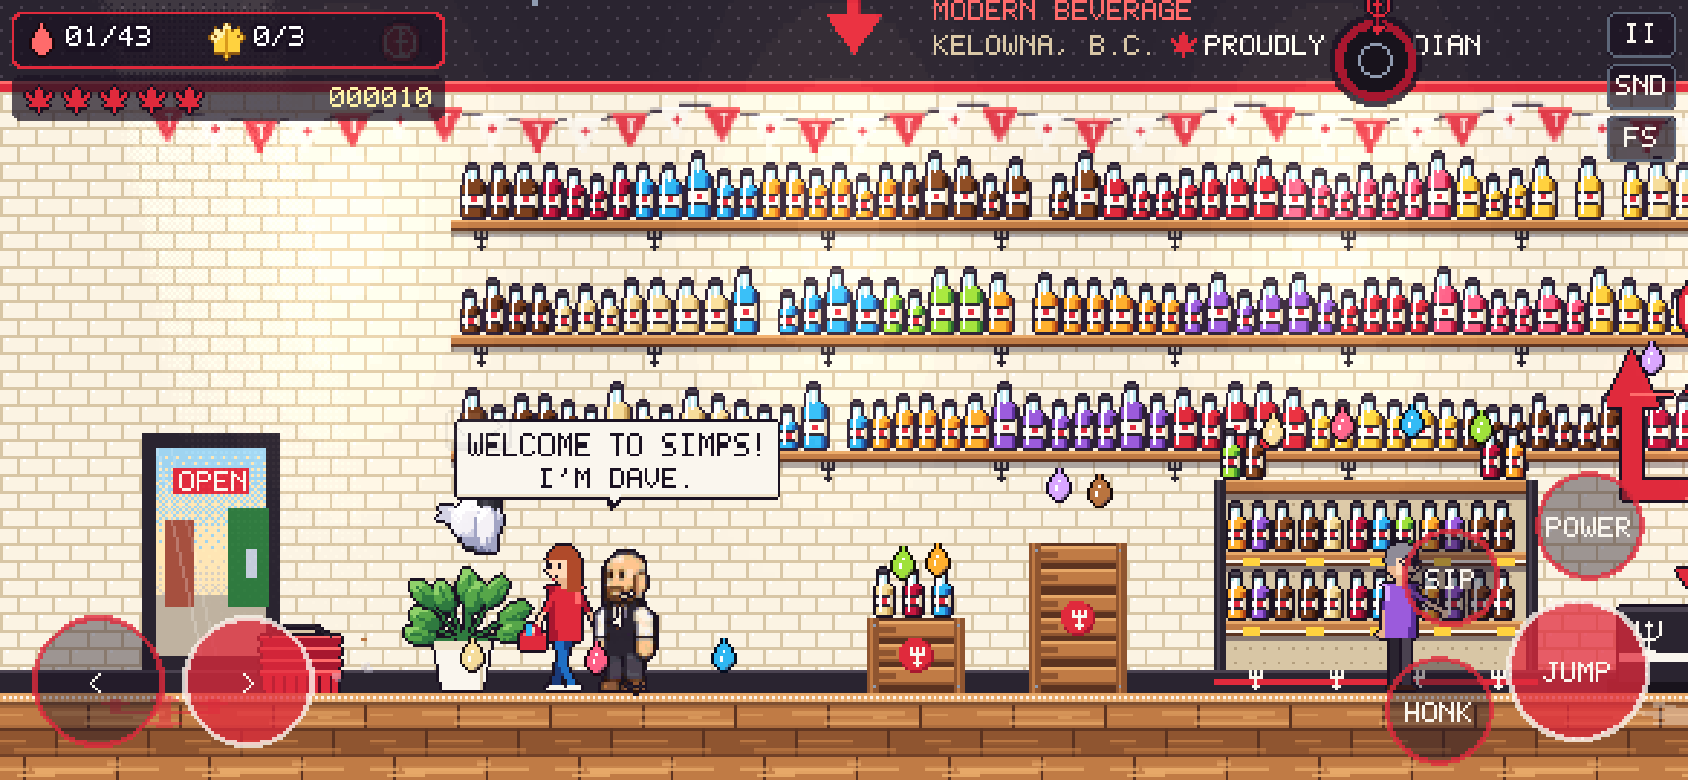 01/43
0/3
000010
MODERN BEVERAGE
KELOWNA, B.C.
PROUDLY
DIAN
II
SND
FS
WELCOME TO SIMPS!
I'M DAVE.
OPEN
POWER
SIP
JUMP
HONK
<
>